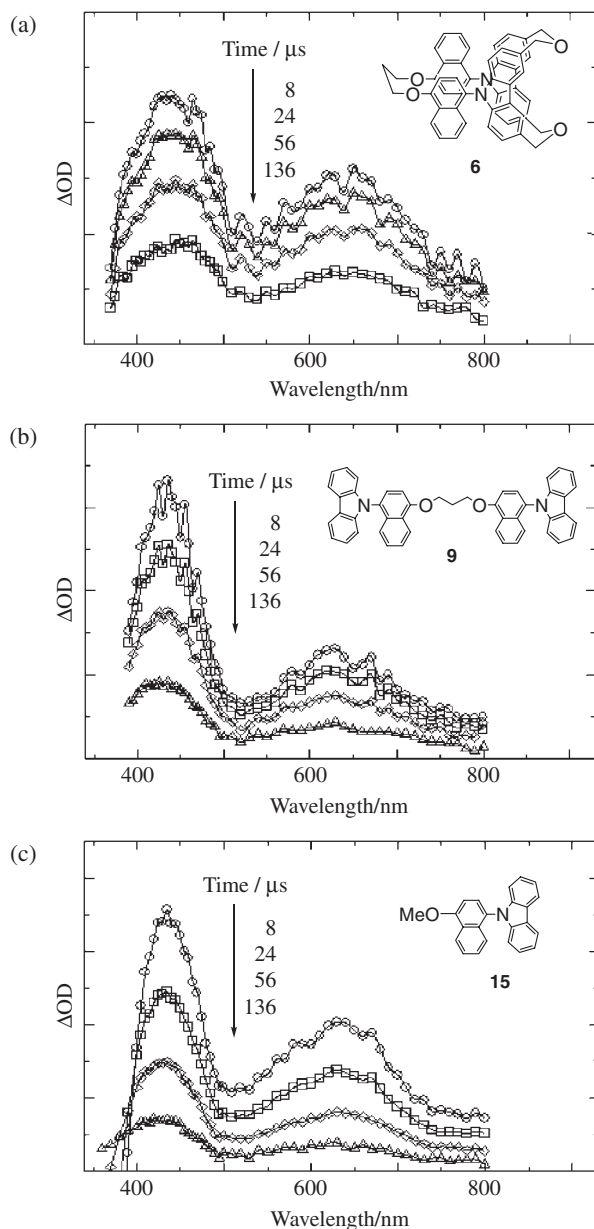 (a)
Time / μs
8
24
56
136
O
O
N
N
O
O
6
ΔOD
400
600
800
Wavelength/nm
(b)
Time / μs
8
24
56
136
N
O
O
N
9
ΔOD
400
600
800
Wavelength/nm
(c)
Time / μs
8
24
56
136
MeO
N
15
ΔOD
400
600
800
Wavelength/nm